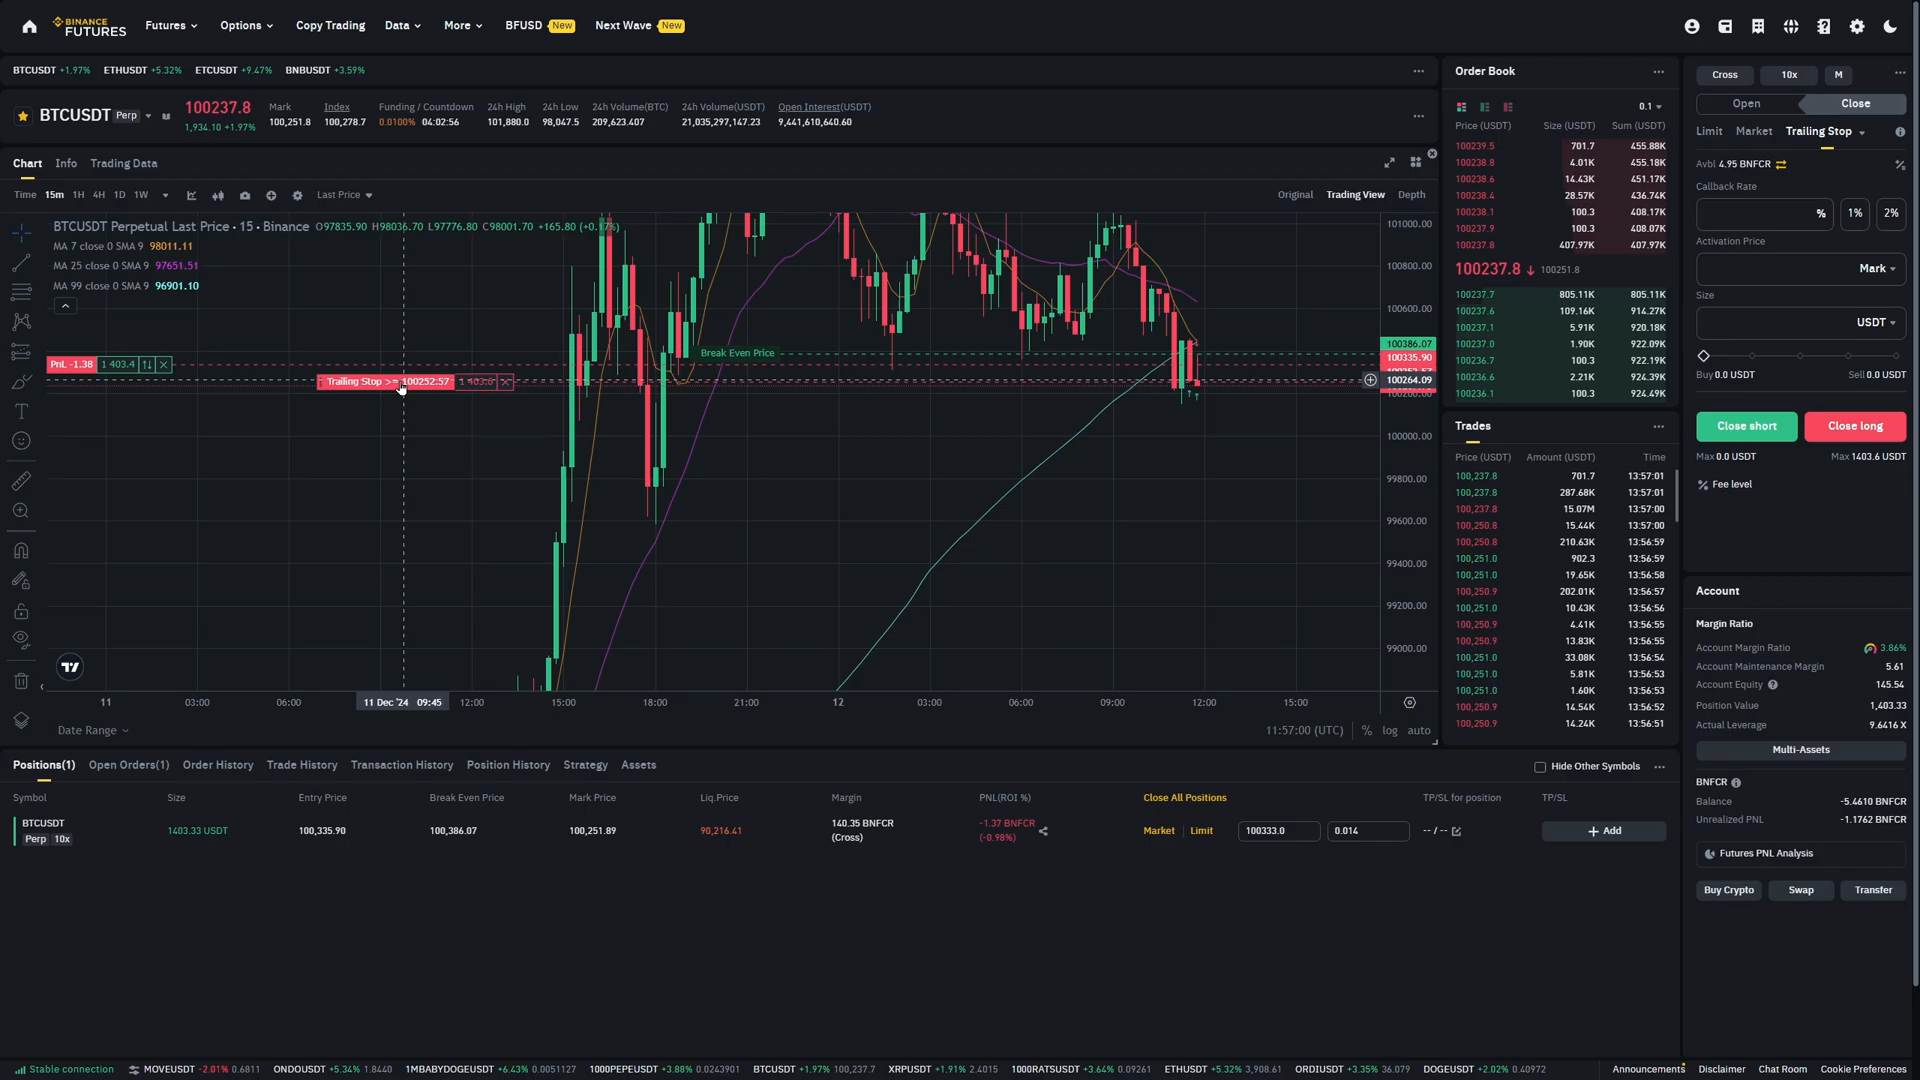 BINANCE FUTURES Futures Options Copy Trading Data More BFUSD New Next Wave New
BTCUSDT +1.97% ETHUSDT +5.32% ETCUSDT +9.47% BNBUSDT +3.59%
BTCUSDT Perp 100237.8 1,934.10 +1.97%
Mark 100,251.8
Index 100,278.7
Funding / Countdown 0.0100% 04:02:56
24h High 101,880.0
24h Low 98,047.5
24h Volume(BTC) 209,623.407
24h Volume(USDT) 21,035,297,147.23
Open Interest(USDT) 9,441,610,640.60
Chart Info Trading Data
Time 15m 1H 4H 1D 1W Last Price Original Trading View Depth
BTCUSDT Perpetual Last Price · 15 · Binance O97835.90 H98036.70 L97776.80 C98001.70 +165.80 (+0.17%)
MA 7 close 0 SMA 9 98011.11
MA 25 close 0 SMA 9 97651.51
MA 99 close 0 SMA 9 96901.10
101000.00
100800.00
100600.00
Break Even Price
100386.07
100335.90
PnL -1.38 1 403.4
Trailing Stop >= 100252.57 1 403.6
100264.09
100200.00
100000.00
99800.00
99600.00
99400.00
99200.00
99000.00
11 03:00 06:00 11 Dec '24 09:45 12:00 15:00 18:00 21:00 12 03:00 06:00 09:00 12:00 15:00
Date Range 11:57:00 (UTC) % log auto
Order Book
0.1
Price (USDT) Size (USDT) Sum (USDT)
100239.5 701.7 455.88K
100238.8 4.01K 455.18K
100238.6 14.43K 451.17K
100238.4 28.57K 436.74K
100238.1 100.3 408.17K
100237.9 100.3 408.07K
100237.8 407.97K 407.97K
100237.8 ↓ 100251.8
100237.7 805.11K 805.11K
100237.6 109.16K 914.27K
100237.1 5.91K 920.18K
100237.0 1.90K 922.09K
100236.7 100.3 922.19K
100236.6 2.21K 924.39K
100236.1 100.3 924.49K
Trades
Price (USDT) Amount (USDT) Time
100,237.8 701.7 13:57:01
100,237.8 287.68K 13:57:01
100,237.8 15.07M 13:57:00
100,250.8 15.44K 13:57:00
100,250.8 210.63K 13:56:59
100,251.0 902.3 13:56:59
100,251.0 19.65K 13:56:58
100,250.9 202.01K 13:56:57
100,251.0 10.43K 13:56:56
100,250.9 4.41K 13:56:55
100,250.9 13.83K 13:56:55
100,251.0 33.08K 13:56:54
100,251.0 5.81K 13:56:53
100,251.0 1.60K 13:56:53
100,250.9 14.54K 13:56:52
100,250.9 14.24K 13:56:51
Cross 10x M
Open Close
Limit Market Trailing Stop
Avbl 4.95 BNFCR
Callback Rate
% 1% 2%
Activation Price
Mark
Size
USDT
Buy 0.0 USDT Sell 0.0 USDT
Close short Close long
Max 0.0 USDT Max 1403.6 USDT
% Fee level
Account
Margin Ratio
Account Margin Ratio 3.86%
Account Maintenance Margin 5.61
Account Equity 145.54
Position Value 1,403.33
Actual Leverage 9.6416 X
Multi-Assets
BNFCR
Balance -5.4610 BNFCR
Unrealized PNL -1.1762 BNFCR
Futures PNL Analysis
Buy Crypto Swap Transfer
Positions(1) Open Orders(1) Order History Trade History Transaction History Position History Strategy Assets Hide Other Symbols
Symbol Size Entry Price Break Even Price Mark Price Liq.Price Margin PNL(ROI %) Close All Positions TP/SL for position TP/SL
BTCUSDT Perp 10x 1403.33 USDT 100,335.90 100,386.07 100,251.89 90,216.41 140.35 BNFCR (Cross) -1.37 BNFCR (-0.98%) Market Limit 100333.0 0.014 -- / -- + Add
Stable connection MOVEUSDT -2.01% 0.6811 ONDOUSDT +5.34% 1.8440 1MBABYDOGEUSDT +6.43% 0.0051127 1000PEPEUSDT +3.88% 0.0243901 BTCUSDT +1.97% 100,237.7 XRPUSDT +1.91% 2.4015 1000RATSUSDT +3.64% 0.09261 ETHUSDT +5.32% 3,908.61 ORDIUSDT +3.35% 36.079 DOGEUSDT +2.02% 0.40972 Announcements Disclaimer Chat Room Cookie Preferences